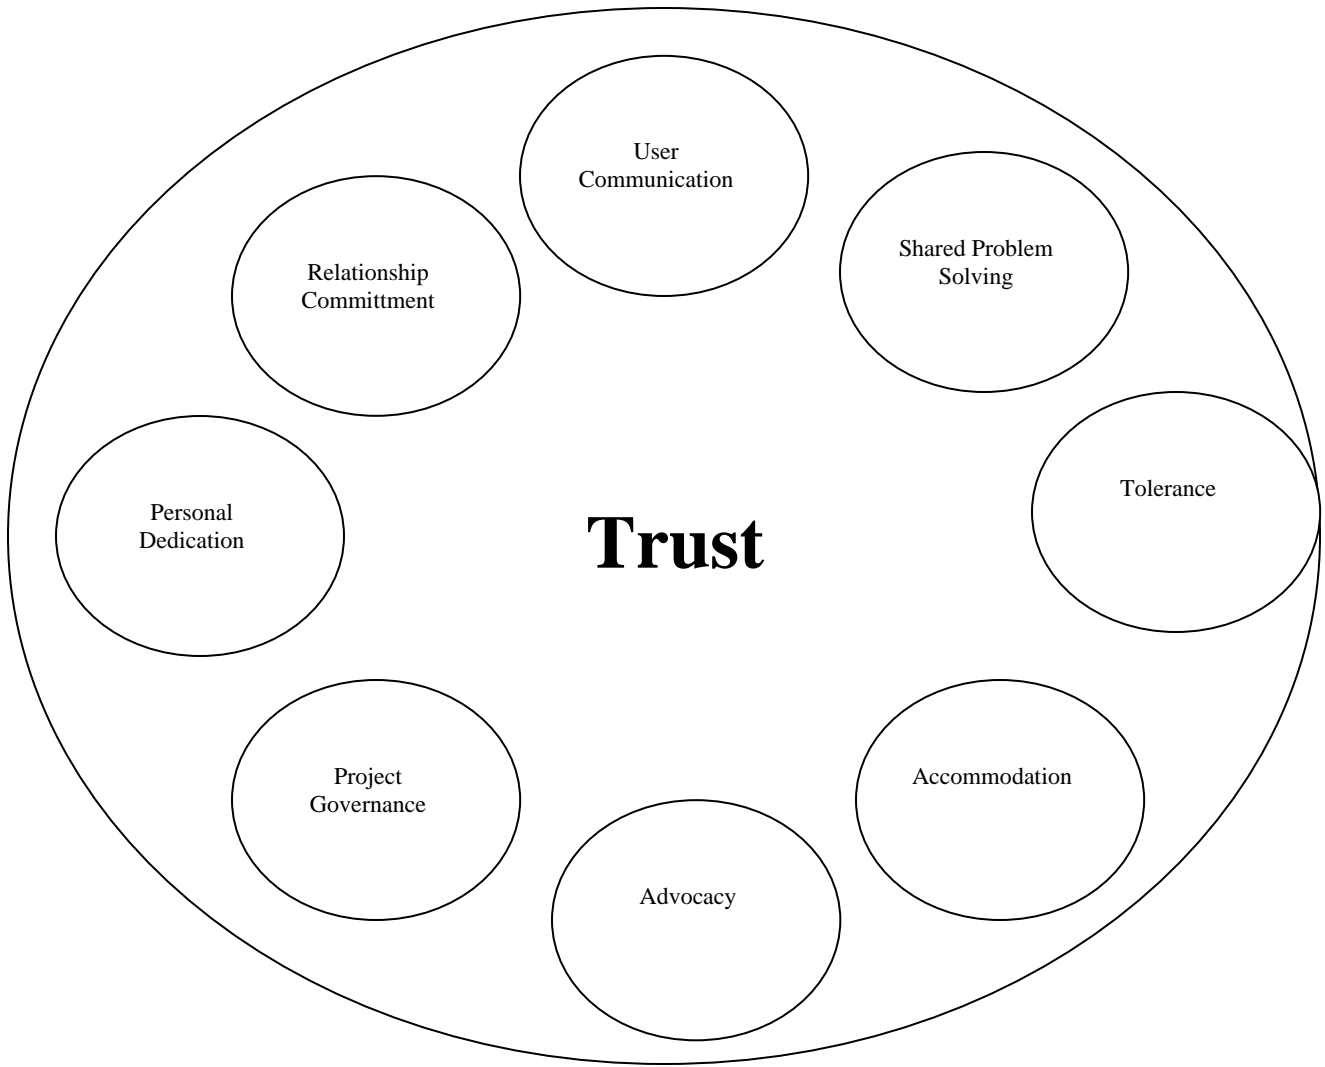 User
Communication
Shared Problem
Solving
Relationship
Committment
Tolerance
Personal
Dedication
Trust
Project
Governance
Accommodation
Advocacy